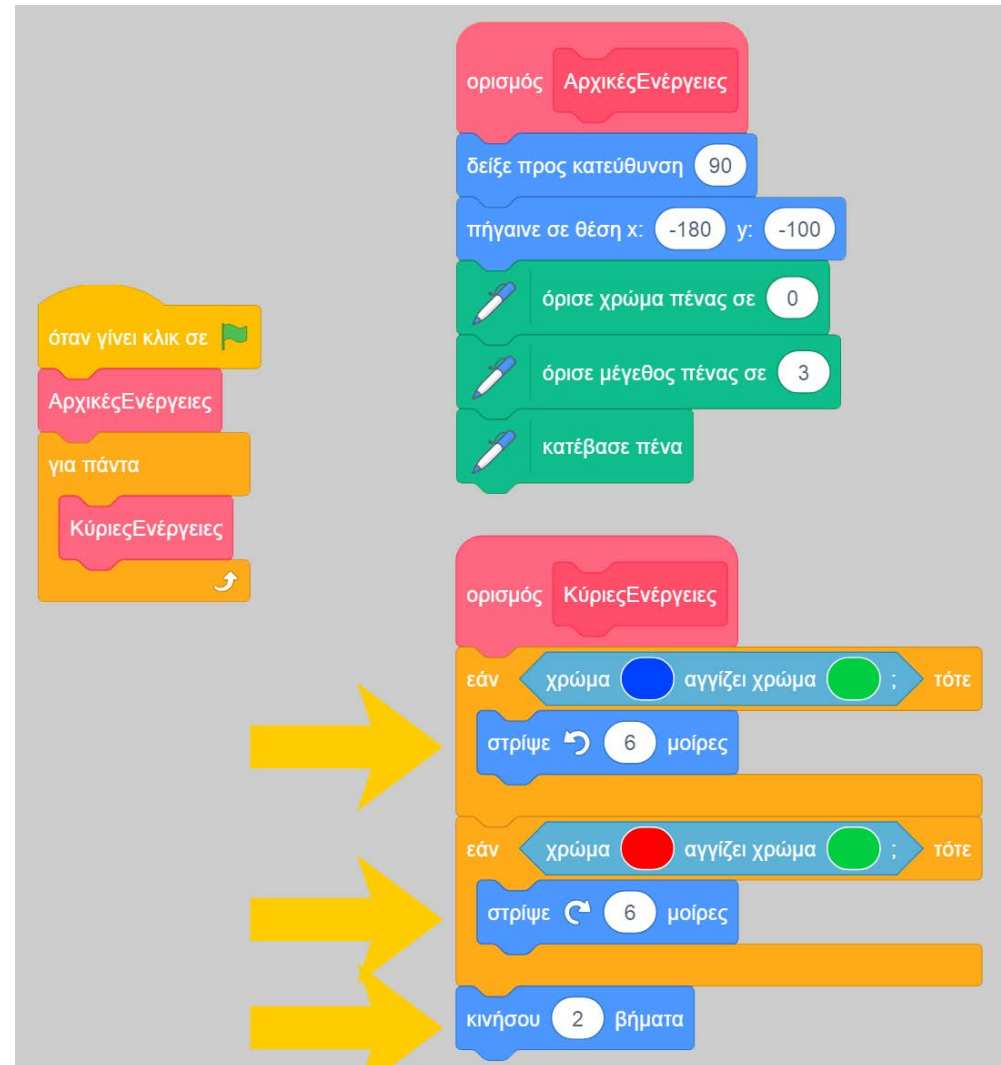 όταν γίνει κλικ σε
ΑρχικέςΕνέργειες
για πάντα
ΚύριεςΕνέργειες
ορισμός ΑρχικέςΕνέργειες
δείξε προς κατεύθυνση 90
πήγαινε σε θέση x: -180 y: -100
όρισε χρώμα πένας σε 0
όρισε μέγεθος πένας σε 3
κατέβασε πένα
ορισμός ΚύριεςΕνέργειες
εάν χρώμα αγγίζει χρώμα ; τότε
στρίψε 6 μοίρες
εάν χρώμα αγγίζει χρώμα ; τότε
στρίψε 6 μοίρες
κινήσου 2 βήματα